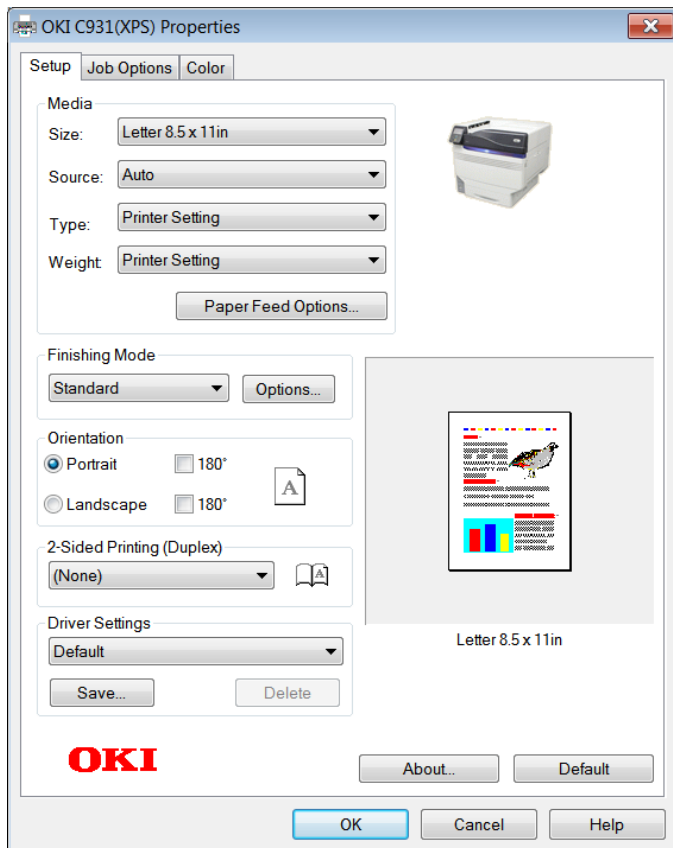 OKI C931(XPS) Properties
Setup Job Options Color
Media
Size: Letter 8.5 x 11in
Source: Auto
Type: Printer Setting
Weight: Printer Setting
Paper Feed Options...
Finishing Mode
Standard Options...
Orientation
Portrait 180°
Landscape 180°
A
2-Sided Printing (Duplex)
(None) A
Driver Settings
Default
Save... Delete
Letter 8.5 x 11in
OKI
About... Default
OK Cancel Help